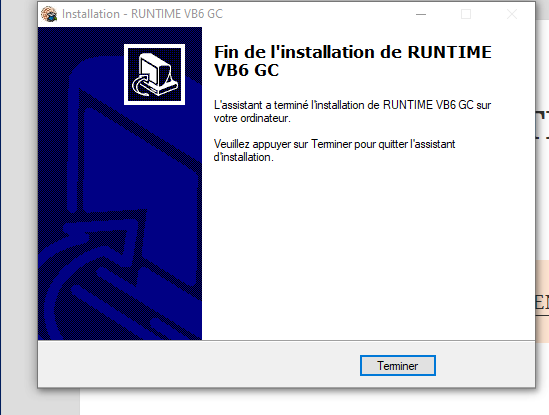 Installation - RUNTIME VB6 GC
Fin de l'installation de RUNTIME
VB6 GC
L'assistant a terminé l'installation de RUNTIME VB6 GC sur
votre ordinateur.
Veuillez appuyer sur Terminer pour quitter l'assistant
d'installation.
Terminer